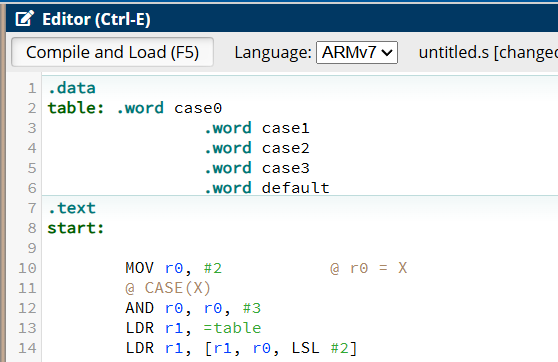 Editor (Ctrl-E)
Compile and Load (F5) Language: ARMv7 untitled.s [changed
1 .data
2 table: .word case0
3 .word case1
4 .word case2
5 .word case3
6 .word default
7 .text
8 start:
9
10 MOV r0, #2 @ r0 = X
11 @ CASE(X)
12 AND r0, r0, #3
13 LDR r1, =table
14 LDR r1, [r1, r0, LSL #2]